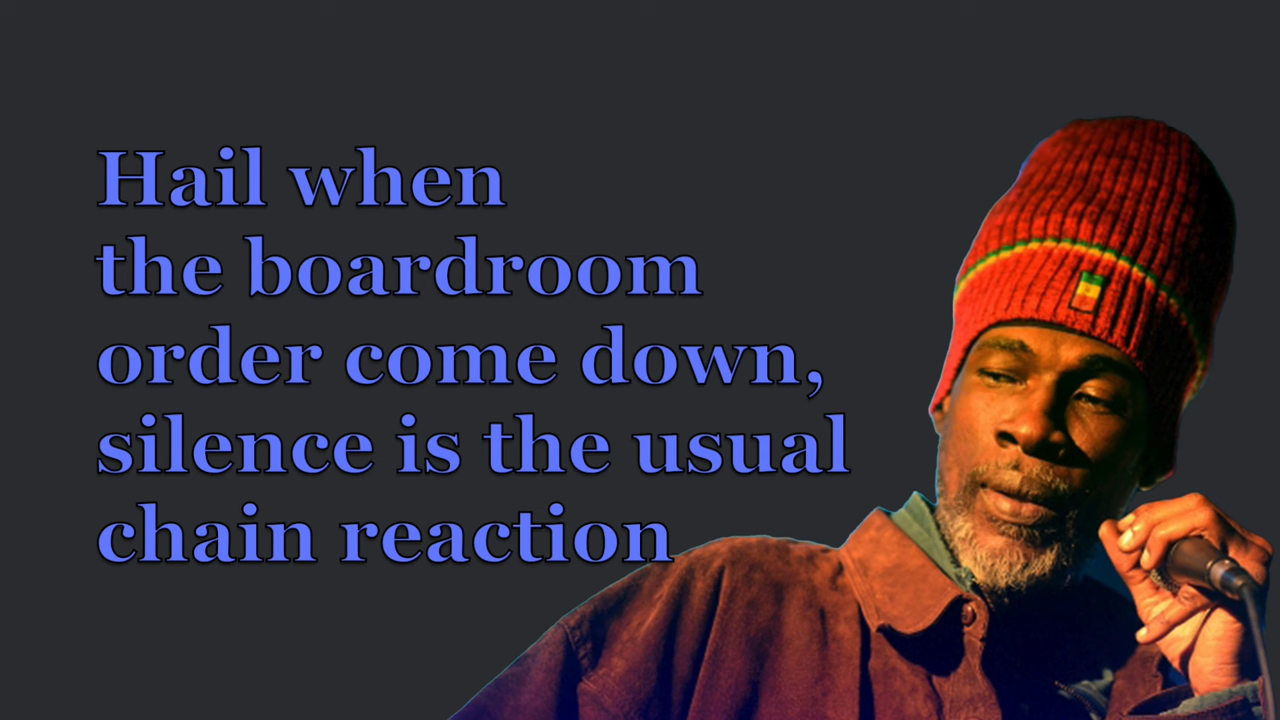 Hail when
the boardroom
order come down,
silence is the usual
chain reaction